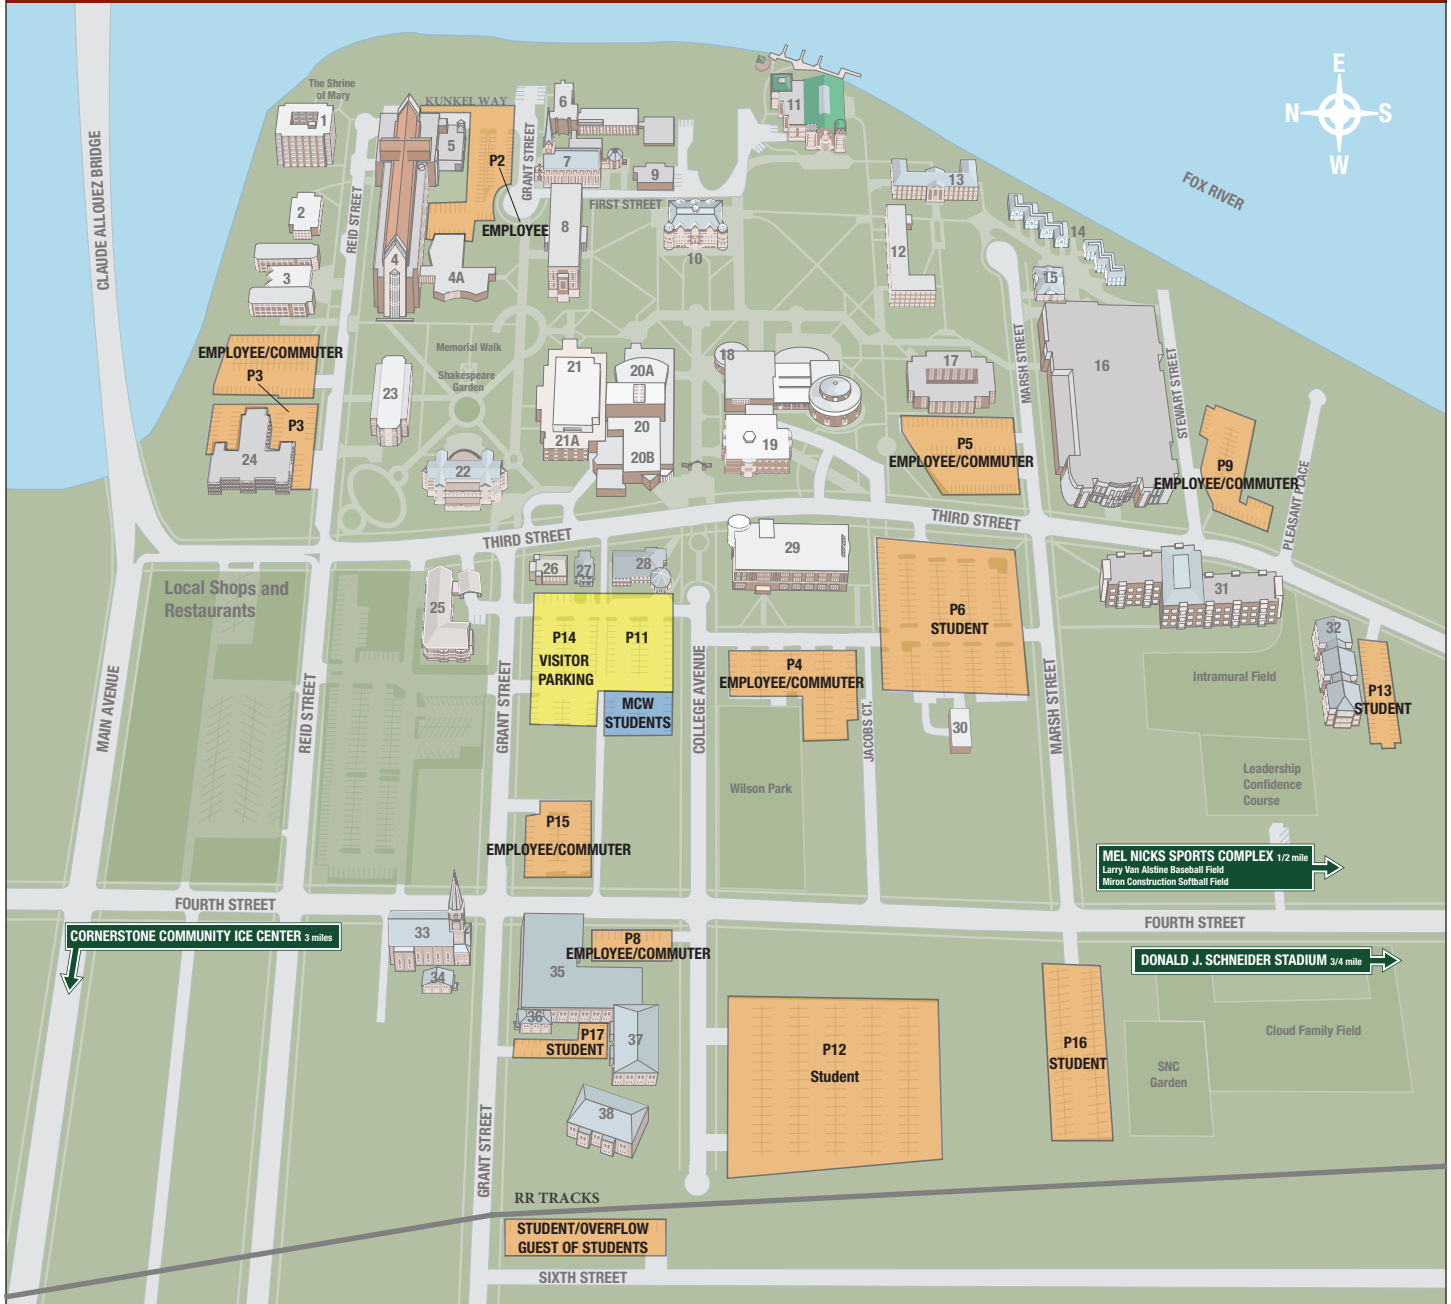 E
N
S
W
FOX RIVER
CLAUDE ALLOUEZ BRIDGE
The Shrine
of Mary
1
2
3
REID STREET
KUNKEL WAY
4
4A
5
P2
EMPLOYEE
GRANT STREET
6
7
8
9
FIRST STREET
10
11
12
13
14
15
16
MARSH STREET
STEWART STREET
EMPLOYEE/COMMUTER
P3
P3
24
23
Memorial Walk
Shakespeare
Garden
22
21
21A
20A
20
20B
18
19
17
P5
EMPLOYEE/COMMUTER
P9
EMPLOYEE/COMMUTER
PLEASANT PLACE
THIRD STREET
THIRD STREET
Local Shops and
Restaurants
25
26
27
28
29
31
32
P14
VISITOR
PARKING
P11
MCW
STUDENTS
P6
STUDENT
P4
EMPLOYEE/COMMUTER
30
Intramural Field
P13
STUDENT
MAIN AVENUE
REID STREET
GRANT STREET
COLLEGE AVENUE
JACOBS CT.
MARSH STREET
Wilson Park
Leadership
Confidence
Course
P15
EMPLOYEE/COMMUTER
MEL NICKS SPORTS COMPLEX 1/2 mile
Larry Van Alstine Baseball Field
Miron Construction Softball Field
FOURTH STREET
FOURTH STREET
CORNERSTONE COMMUNITY ICE CENTER 3 miles
33
34
35
P8
EMPLOYEE/COMMUTER
DONALD J. SCHNEIDER STADIUM 3/4 mile
36
P17
STUDENT
37
38
P12
Student
P16
STUDENT
Cloud Family Field
SNC
Garden
GRANT STREET
RR TRACKS
STUDENT/OVERFLOW
GUEST OF STUDENTS
SIXTH STREET